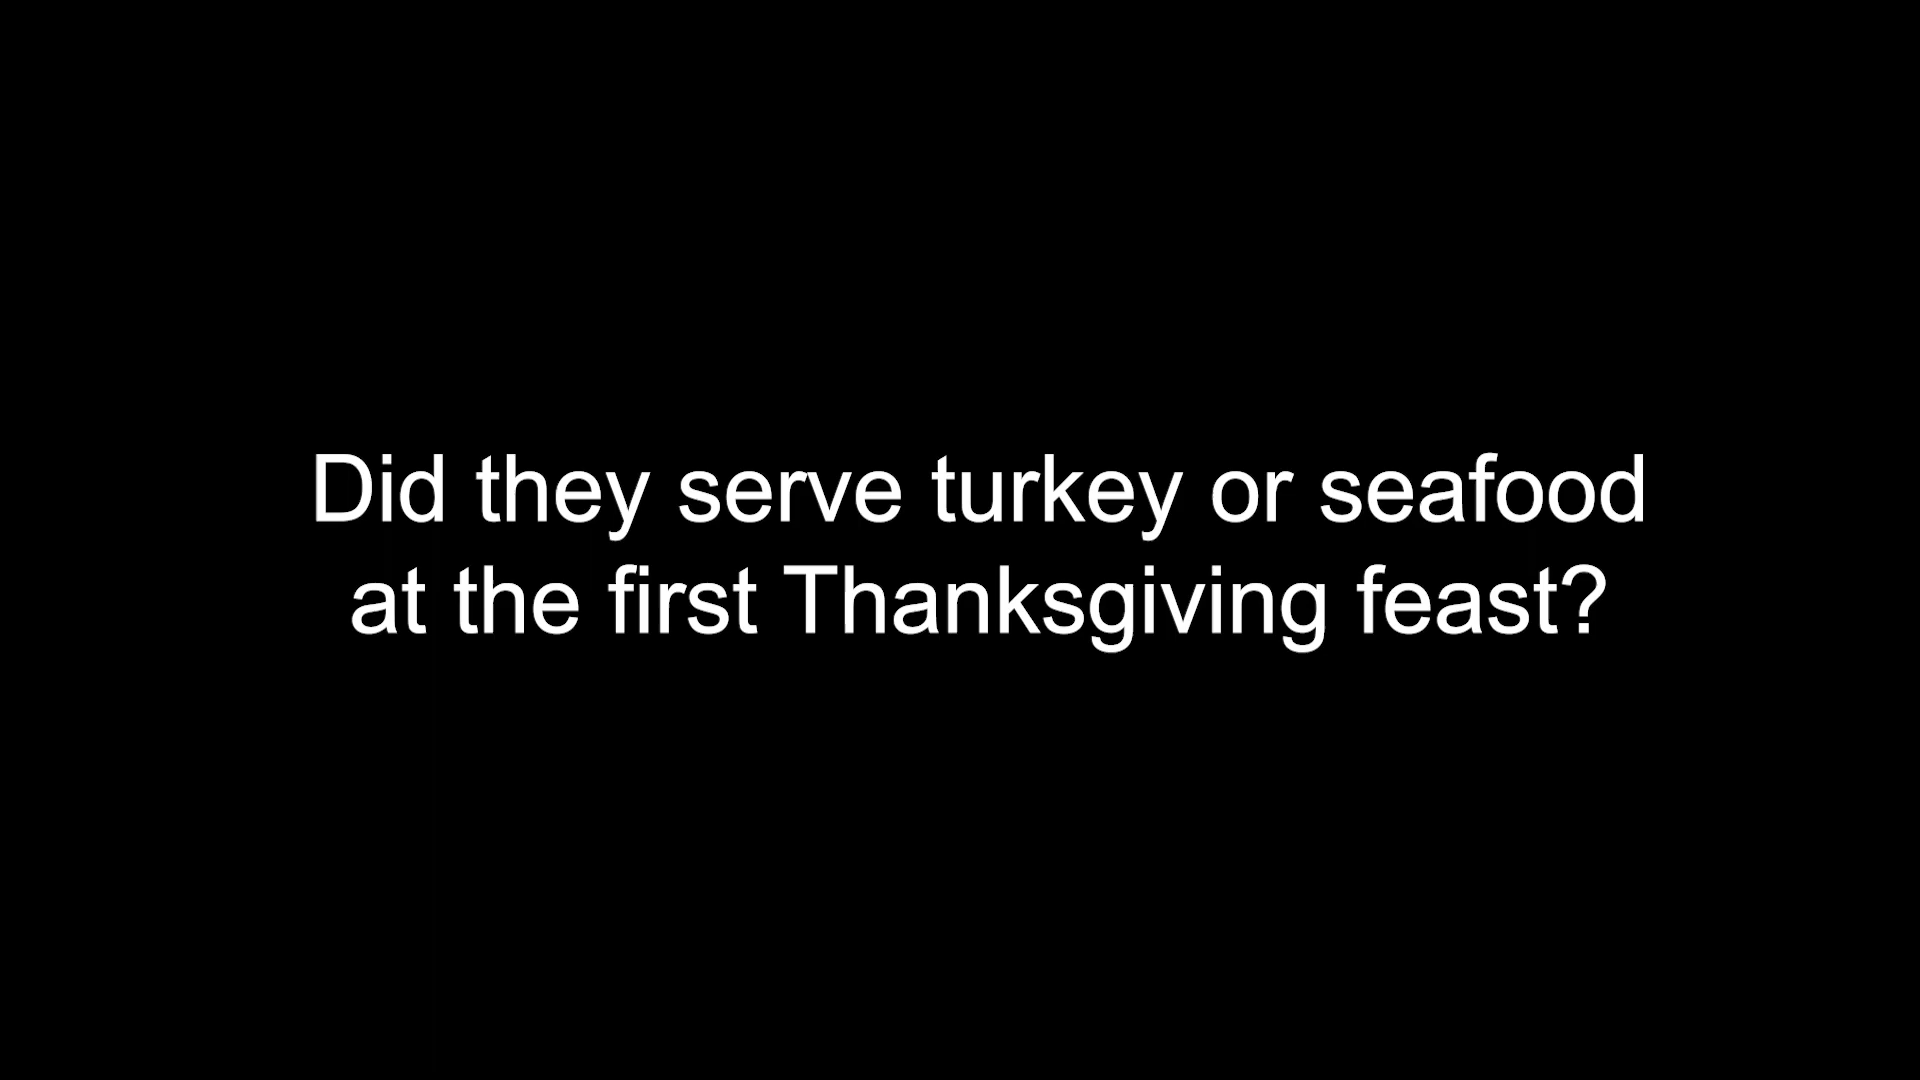 Did they serve turkey or seafood
at the first Thanksgiving feast?